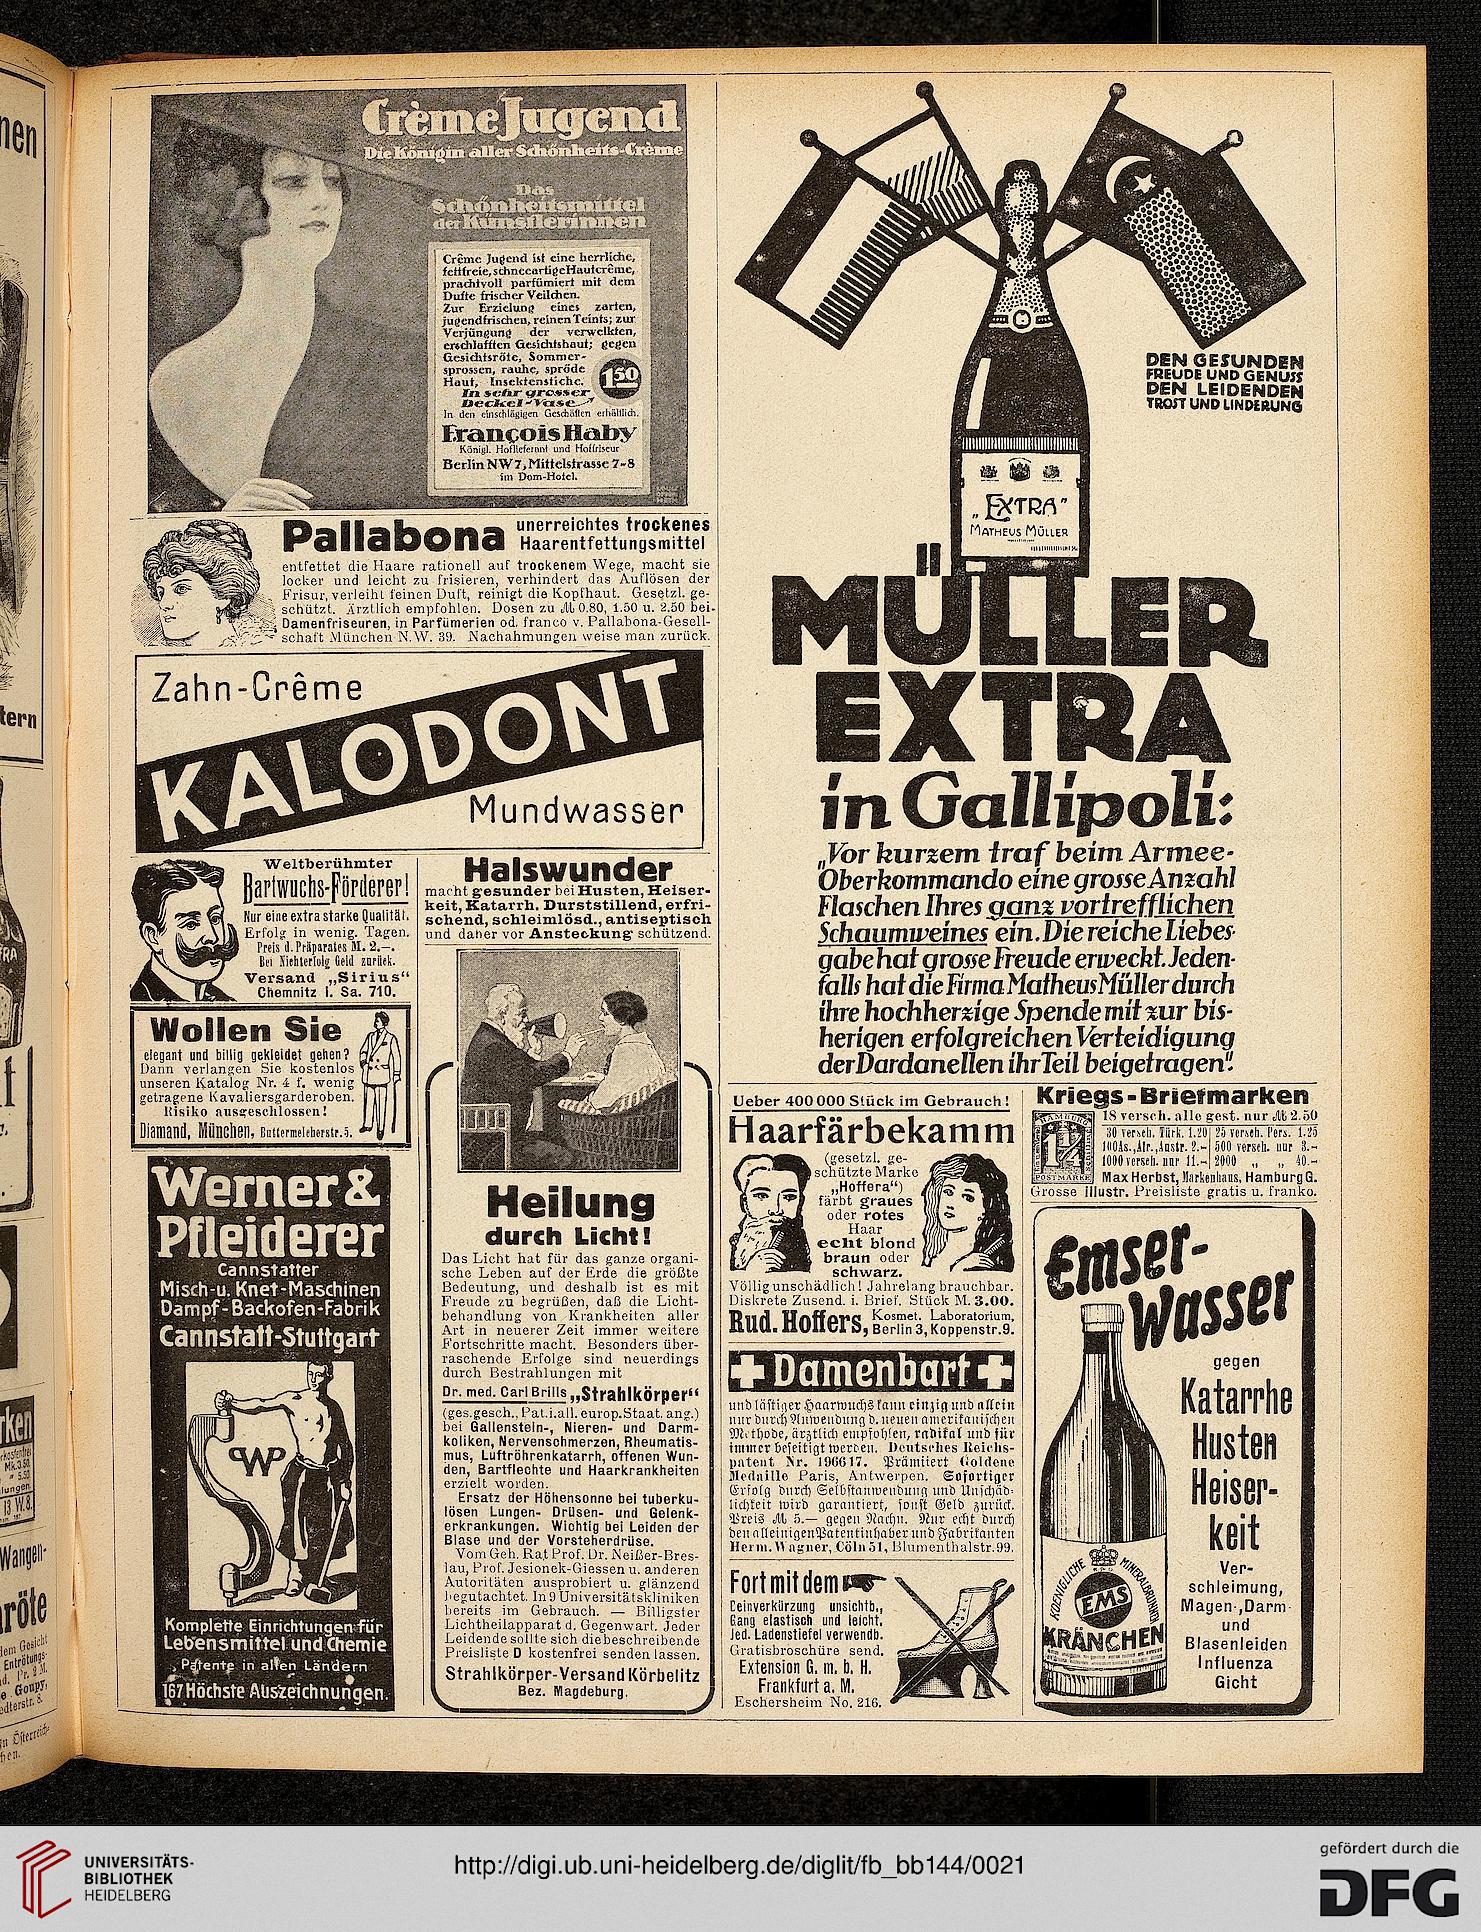 Crème Jugend
Die Königin aller Schönheits-Crème
Das
Schönheitsmittel
der Künstlerinnen
Crème Jugend ist eine herrliche,
fettfreie, schneeartige Hautcrème,
prachtvoll parfümiert mit dem
Dufte frischer Veilchen.
Zur Erzielung eines zarten,
jugendfrischen, reinen Teints; zur
Verjüngung der verwelkten,
erschlafften Gesichtshaut; gegen
Gesichtsröte, Sommer-
sprossen, rauhe, spröde
Haut, Insektenstiche.
1.50
In sehr grosser
Deckel-Vase
In den einschlägigen Geschäften erhältlich.
François Haby
Königl. Hoflieferant und Hoffriseur
Berlin NW7, Mittelstrasse 7-8
im Dom-Hotel.
Pallabona unerreichtes trockenes
Haarentfettungsmittel
entfettet die Haare rationell auf trockenem Wege, macht sie
locker und leicht zu frisieren, verhindert das Auflösen der
Frisur, verleiht feinen Duft, reinigt die Kopfhaut. Gesetzl. ge-
schützt. Ärztlich empfohlen. Dosen zu ℳ 0.80, 1.50 u. 2.50 bei
Damenfriseuren, in Parfümerien od. franco v. Pallabona-Gesell-
schaft München N.W. 39. Nachahmungen weise man zurück.
Zahn-Crême
KALODONT
Mundwasser
Weltberühmter
Bartwuchs-Förderer!
Nur eine extra starke Qualität.
Erfolg in wenig. Tagen.
Preis d. Präparates M. 2.—.
Bei Nichterfolg Geld zurück.
Versand „Sirius“
Chemnitz i. Sa. 710.
Wollen Sie
elegant und billig gekleidet gehen?
Dann verlangen Sie kostenlos
unseren Katalog Nr. 4 f. wenig
getragene Kavaliersgarderoben.
Risiko ausgeschlossen!
Diamand, München, Buttermelcherstr. 5.
Werner &
Pfleiderer
Cannstatter
Misch-u. Knet-Maschinen
Dampf-Backofen-Fabrik
Cannstatt-Stuttgart
WP
Komplette Einrichtungen für
Lebensmittel und Chemie
Patente in allen Ländern
167 Höchste Auszeichnungen.
Halswunder
macht gesunder bei Husten, Heiser-
keit, Katarrh. Durststillend, erfri-
schend, schleimlösd., antiseptisch
und daher vor Ansteckung schützend.
Heilung
durch Licht!
Das Licht hat für das ganze organi-
sche Leben auf der Erde die größte
Bedeutung, und deshalb ist es mit
Freude zu begrüßen, daß die Licht-
behandlung von Krankheiten aller
Art in neuerer Zeit immer weitere
Fortschritte macht. Besonders über-
raschende Erfolge sind neuerdings
durch Bestrahlungen mit
Dr. med. Carl Brills „Strahlkörper“
(ges. gesch., Pat. i. all. europ. Staat. ang.)
bei Gallenstein-, Nieren- und Darm-
koliken, Nervenschmerzen, Rheumatis-
mus, Luftröhrenkatarrh, offenen Wun-
den, Bartflechte und Haarkrankheiten
erzielt worden.
Ersatz der Höhensonne bei tuberku-
lösen Lungen- Drüsen- und Gelenk-
erkrankungen. Wichtig bei Leiden der
Blase und der Vorsteherdrüse.
Vom Geh. Rat Prof. Dr. Neißer-Bres-
lau, Prof. Jesionek-Giessen u. anderen
Autoritäten ausprobiert u. glänzend
begutachtet. In 9 Universitätskliniken
bereits im Gebrauch. — Billigster
Lichtheilapparat d. Gegenwart. Jeder
Leidende sollte sich die beschreibende
Preisliste D kostenfrei senden lassen.
Strahlkörper-Versand Körbelitz
Bez. Magdeburg.
DEN GESUNDEN
FREUDE UND GENUSS
DEN LEIDENDEN
TROST UND LINDERUNG
„EXTRA“
MATHEUS MÜLLER
MÜLLER
EXTRA
in Gallipoli:
„Vor kurzem traf beim Armee-
Oberkommando eine grosse Anzahl
Flaschen Ihres ganz vortrefflichen
Schaumweines ein. Die reiche Liebes-
gabe hat grosse Freude erweckt. Jeden-
falls hat die Firma Matheus Müller durch
ihre hochherzige Spende mit zur bis-
herigen erfolgreichen Verteidigung
der Dardanellen ihr Teil beigetragen“.
Ueber 400 000 Stück im Gebrauch!
Haarfärbekamm
(gesetzl. ge-
schützte Marke
„Hoffera“)
färbt graues
oder rotes
Haar
echt blond
braun oder
schwarz.
Völlig unschädlich! Jahrelang brauchbar.
Diskrete Zusend. i. Brief. Stück M. 3.00.
Rud. Hoffers, Kosmet. Laboratorium,
Berlin 3, Koppenstr. 9.
Damenbart
und lästiger Haarwuchs kann einzig und allein
nur durch Anwendung d. neuen amerikanischen
Methode, ärztlich empfohlen, radikal und für
immer beseitigt werden. Deutsches Reichs-
patent Nr. 196617. Prämiiert Goldene
Medaille Paris, Antwerpen. Sofortiger
Erfolg durch Selbstanwendung und Unschäd-
lichkeit wird garantiert, sonst Geld zurück.
Preis ℳ 5.— gegen Nachn. Nur echt durch
den alleinigen Patentinhaber und Fabrikanten
Herm. Wagner, Cöln 51, Blumenthalstr. 99.
Fort mit dem
Beinverkürzung unsichtb.,
Gang elastisch und leicht.
Jed. Ladenstiefel verwendb.
Gratisbroschüre send.
Extension G. m. b. H.
Frankfurt a. M.
Eschersheim No. 216.
Kriegs-Briefmarken
18 versch. alle gest. nur ℳ 2.50
30 versch. Türk. 1.20 25 versch. Pers. 1.25
100 As., Afr., Austr. 2.– 500 versch. nur 3.–
1000 versch. nur 11.– 2000 „ „ 40.–
Max Herbst, Markenhaus, Hamburg G.
Grosse Illustr. Preisliste gratis u. franko.
HAMBURG
POSTMARKE
Emser-
Wasser
gegen
Katarrhe
Husten
Heiser-
keit
Ver-
schleimung,
Magen-, Darm-
und
Blasenleiden
Influenza
Gicht
KOENIGLICHE MINERALBRUNNEN
EMS
KRÄNCHEN
UNIVERSITÄTS-
BIBLIOTHEK
HEIDELBERG
http://digi.ub.uni-heidelberg.de/diglit/fb_bb144/0021
gefördert durch die
DFG